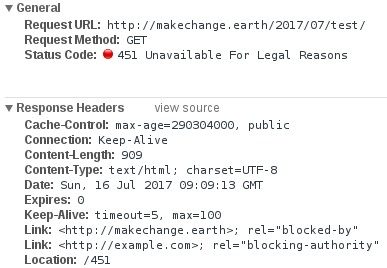 General
Request URL: http://makechange.earth/2017/07/test/
Request Method: GET
Status Code: 451 Unavailable For Legal Reasons
Response Headers view source
Cache-Control: max-age=290304000, public
Connection: Keep-Alive
Content-Length: 909
Content-Type: text/html; charset=UTF-8
Date: Sun, 16 Jul 2017 09:09:13 GMT
Expires: 0
Keep-Alive: timeout=5, max=100
Link: <http://makechange.earth>; rel="blocked-by"
Link: <http://example.com>; rel="blocking-authority"
Location: /451